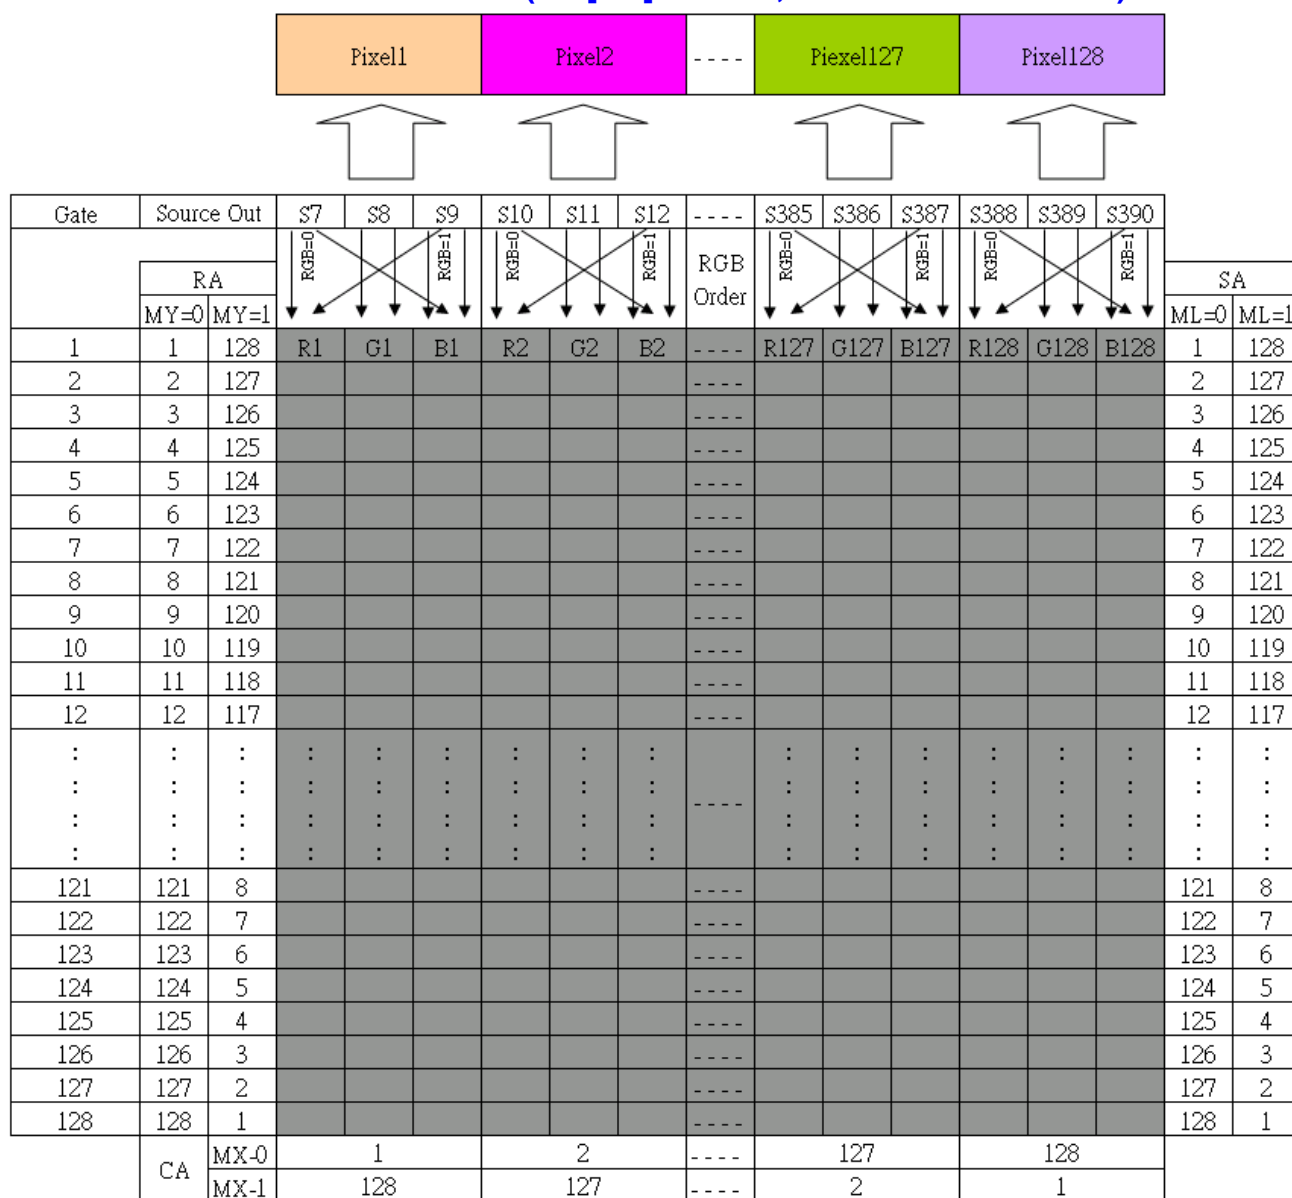 Pixel1 Pixel2 - - - - Piexel127 Pixel128
Gate Source Out S7 S8 S9 S10 S11 S12 - - - - S385 S386 S387 S388 S389 S390
RGB=0 RGB=1 RGB=0 RGB=1 RGB Order RGB=0 RGB=1 RGB=0 RGB=1
RA SA
MY=0 MY=1 ML=0 ML=1
1 1 128 R1 G1 B1 R2 G2 B2 - - - - R127 G127 B127 R128 G128 B128 1 128
2 2 127 - - - - 2 127
3 3 126 - - - - 3 126
4 4 125 - - - - 4 125
5 5 124 - - - - 5 124
6 6 123 - - - - 6 123
7 7 122 - - - - 7 122
8 8 121 - - - - 8 121
9 9 120 - - - - 9 120
10 10 119 - - - - 10 119
11 11 118 - - - - 11 118
12 12 117 - - - - 12 117
: : : : : : : : : : : : : : : : :
: : : : : : : : : : : : : : : : :
- - - -
: : : : : : : : : : : : : : : : :
: : : : : : : : : : : : : : : : :
121 121 8 - - - - 121 8
122 122 7 - - - - 122 7
123 123 6 - - - - 123 6
124 124 5 - - - - 124 5
125 125 4 - - - - 125 4
126 126 3 - - - - 126 3
127 127 2 - - - - 127 2
128 128 1 - - - - 128 1
CA MX-0 1 2 - - - - 127 128
MX-1 128 127 - - - - 2 1